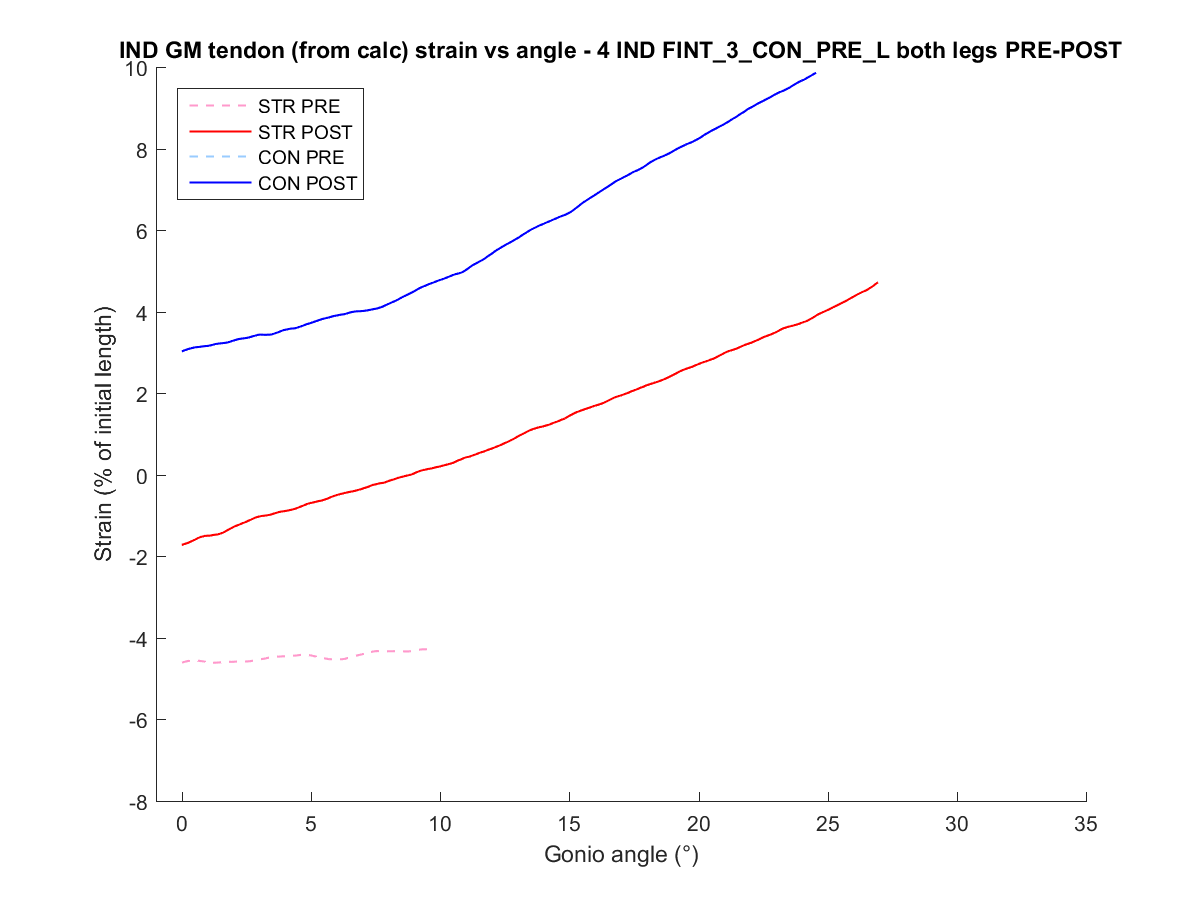 IND GM tendon (from calc) strain vs angle - 4 IND FINT_3_CON_PRE_L both legs PRE-POST
STR PRE
STR POST
CON PRE
CON POST
10
8
6
4
2
0
-2
-4
-6
-8
Strain (% of initial length)
0 5 10 15 20 25 30 35
Gonio angle (°)